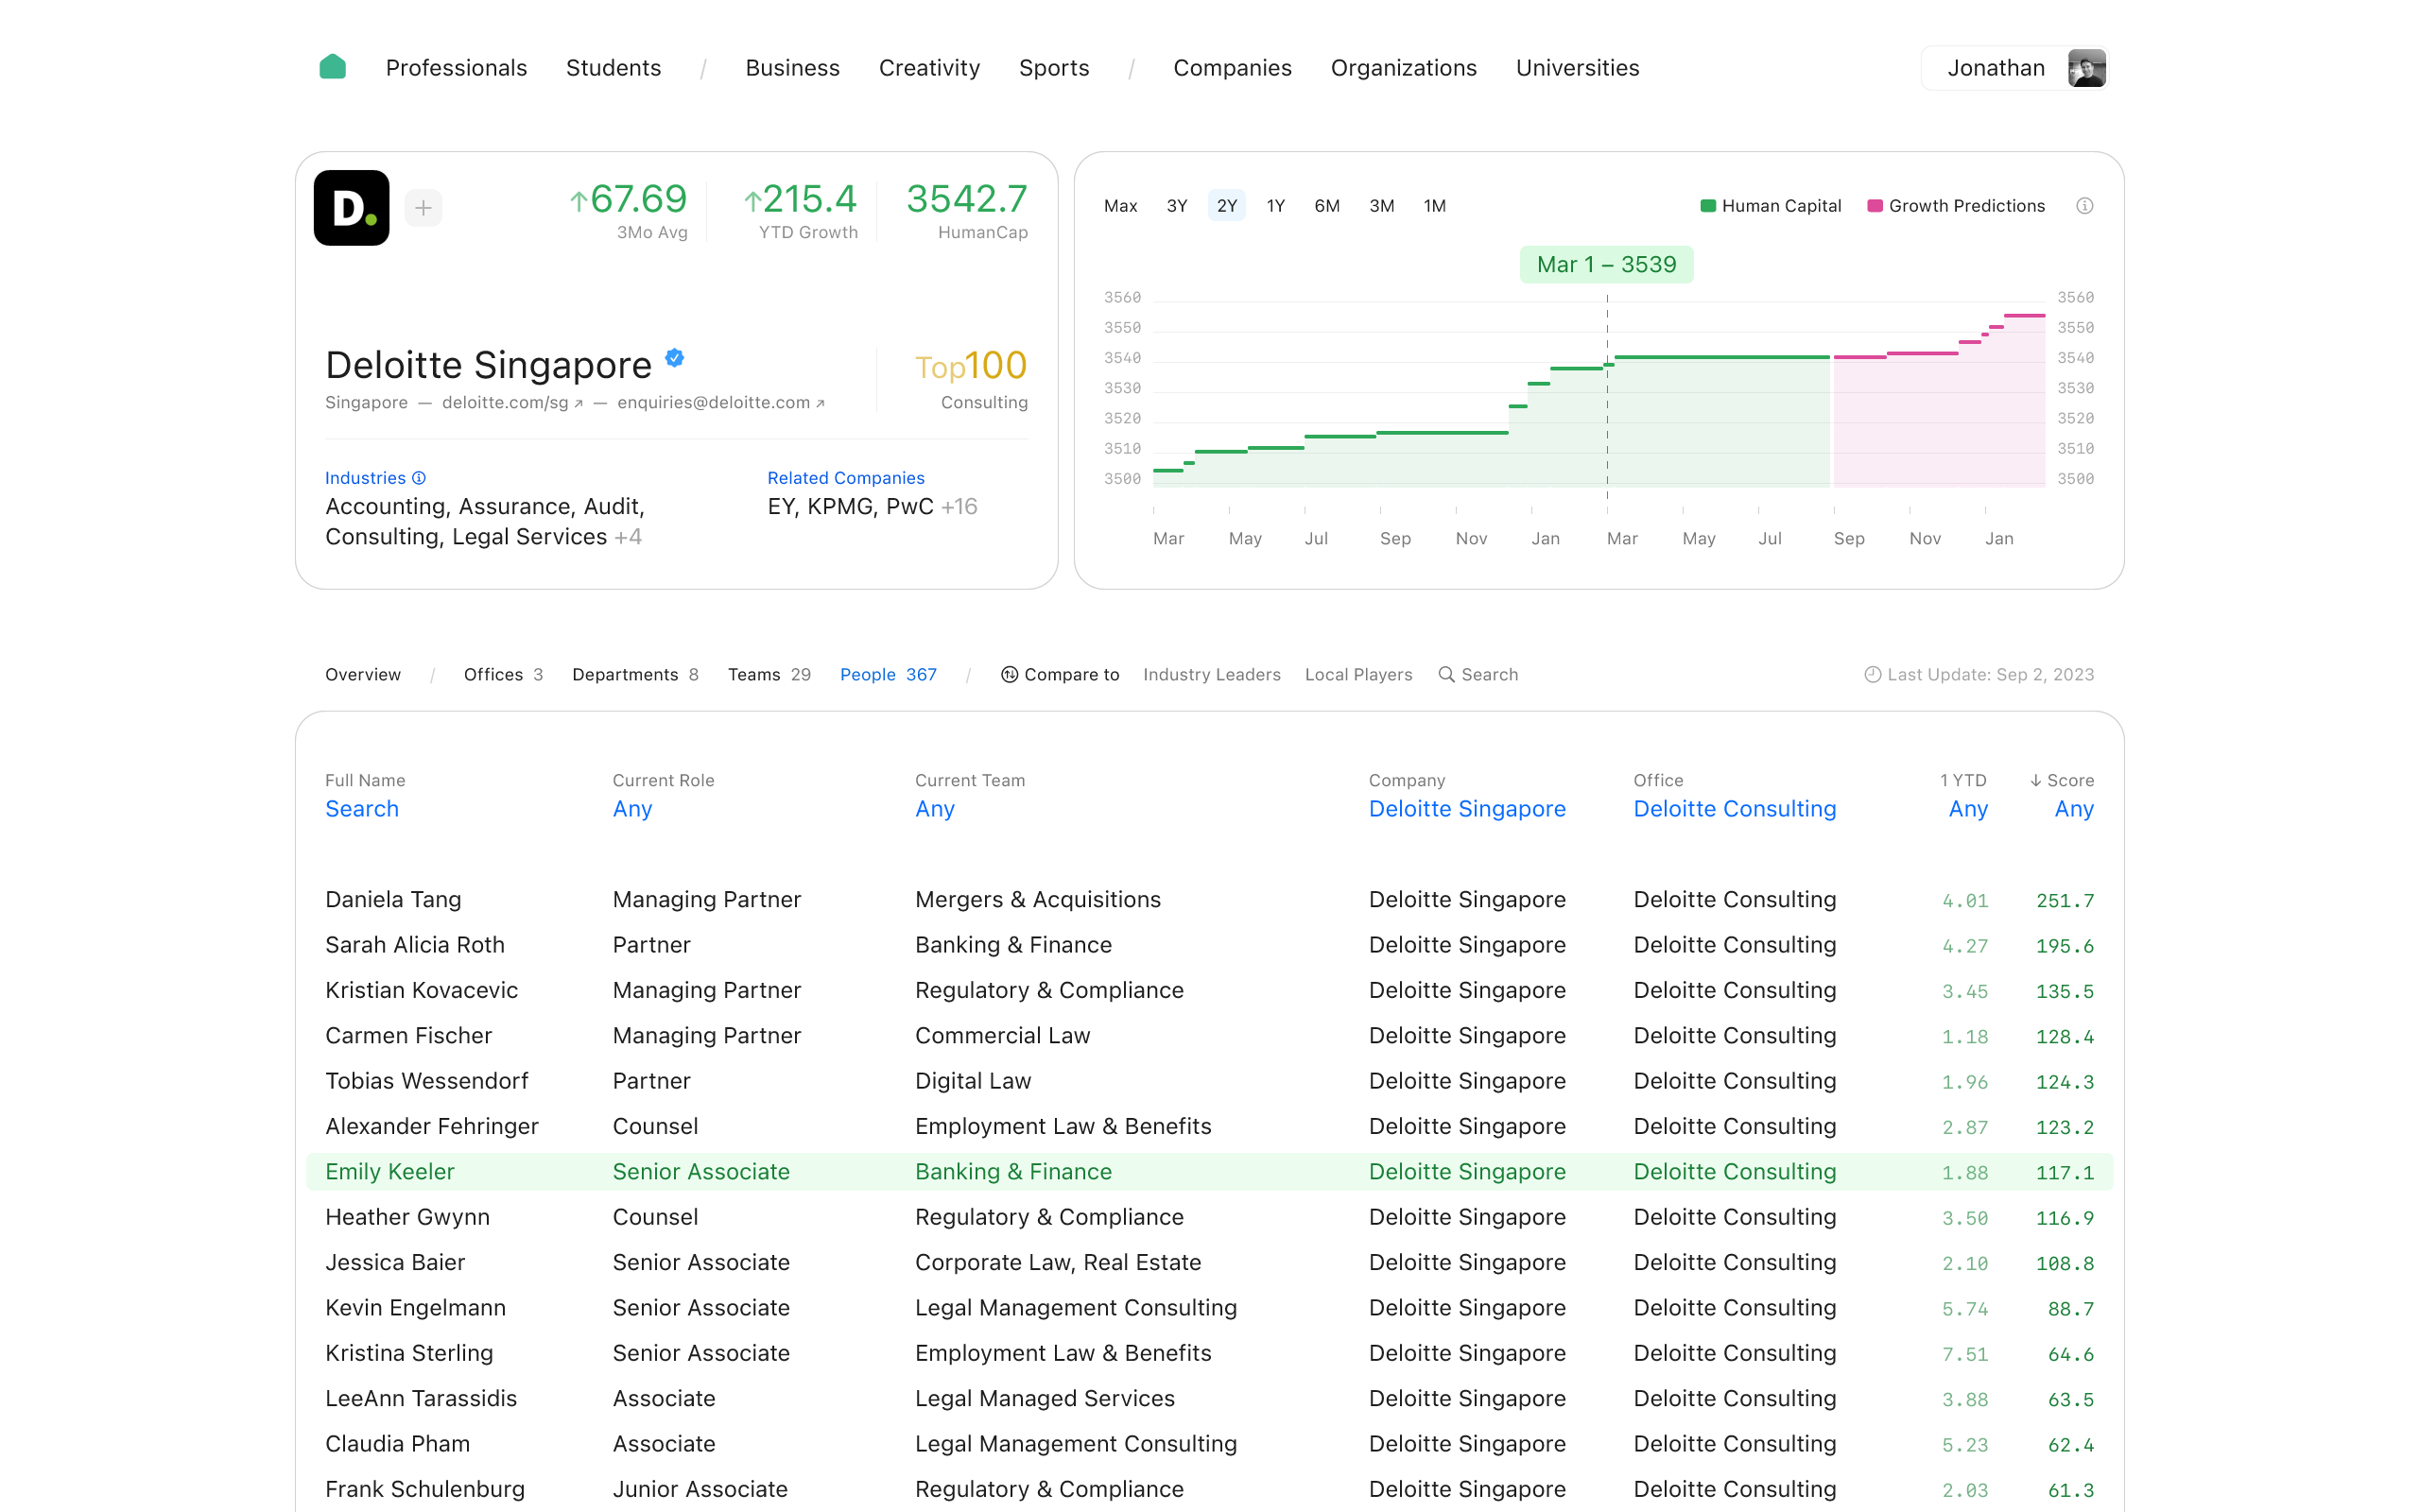 Professionals Students / Business Creativity Sports / Companies Organizations Universities Jonathan
D.
+
↑67.69 ↑215.4 3542.7
3Mo Avg YTD Growth HumanCap
Deloitte Singapore Top100
Singapore — deloitte.com/sg ↗ — enquiries@deloitte.com ↗ Consulting
Industries Related Companies
Accounting, Assurance, Audit, EY, KPMG, PwC +16
Consulting, Legal Services +4
Max 3Y 2Y 1Y 6M 3M 1M Human Capital Growth Predictions
Mar 1 – 3539
3560 3560
3550 3550
3540 3540
3530 3530
3520 3520
3510 3510
3500 3500
Mar May Jul Sep Nov Jan Mar May Jul Sep Nov Jan
Overview / Offices 3 Departments 8 Teams 29 People 367 / Compare to Industry Leaders Local Players Search Last Update: Sep 2, 2023
Full Name Current Role Current Team Company Office 1 YTD ↓ Score
Search Any Any Deloitte Singapore Deloitte Consulting Any Any
Daniela Tang Managing Partner Mergers & Acquisitions Deloitte Singapore Deloitte Consulting 4.01 251.7
Sarah Alicia Roth Partner Banking & Finance Deloitte Singapore Deloitte Consulting 4.27 195.6
Kristian Kovacevic Managing Partner Regulatory & Compliance Deloitte Singapore Deloitte Consulting 3.45 135.5
Carmen Fischer Managing Partner Commercial Law Deloitte Singapore Deloitte Consulting 1.18 128.4
Tobias Wessendorf Partner Digital Law Deloitte Singapore Deloitte Consulting 1.96 124.3
Alexander Fehringer Counsel Employment Law & Benefits Deloitte Singapore Deloitte Consulting 2.87 123.2
Emily Keeler Senior Associate Banking & Finance Deloitte Singapore Deloitte Consulting 1.88 117.1
Heather Gwynn Counsel Regulatory & Compliance Deloitte Singapore Deloitte Consulting 3.50 116.9
Jessica Baier Senior Associate Corporate Law, Real Estate Deloitte Singapore Deloitte Consulting 2.10 108.8
Kevin Engelmann Senior Associate Legal Management Consulting Deloitte Singapore Deloitte Consulting 5.74 88.7
Kristina Sterling Senior Associate Employment Law & Benefits Deloitte Singapore Deloitte Consulting 7.51 64.6
LeeAnn Tarassidis Associate Legal Managed Services Deloitte Singapore Deloitte Consulting 3.88 63.5
Claudia Pham Associate Legal Management Consulting Deloitte Singapore Deloitte Consulting 5.23 62.4
Frank Schulenburg Junior Associate Regulatory & Compliance Deloitte Singapore Deloitte Consulting 2.03 61.3